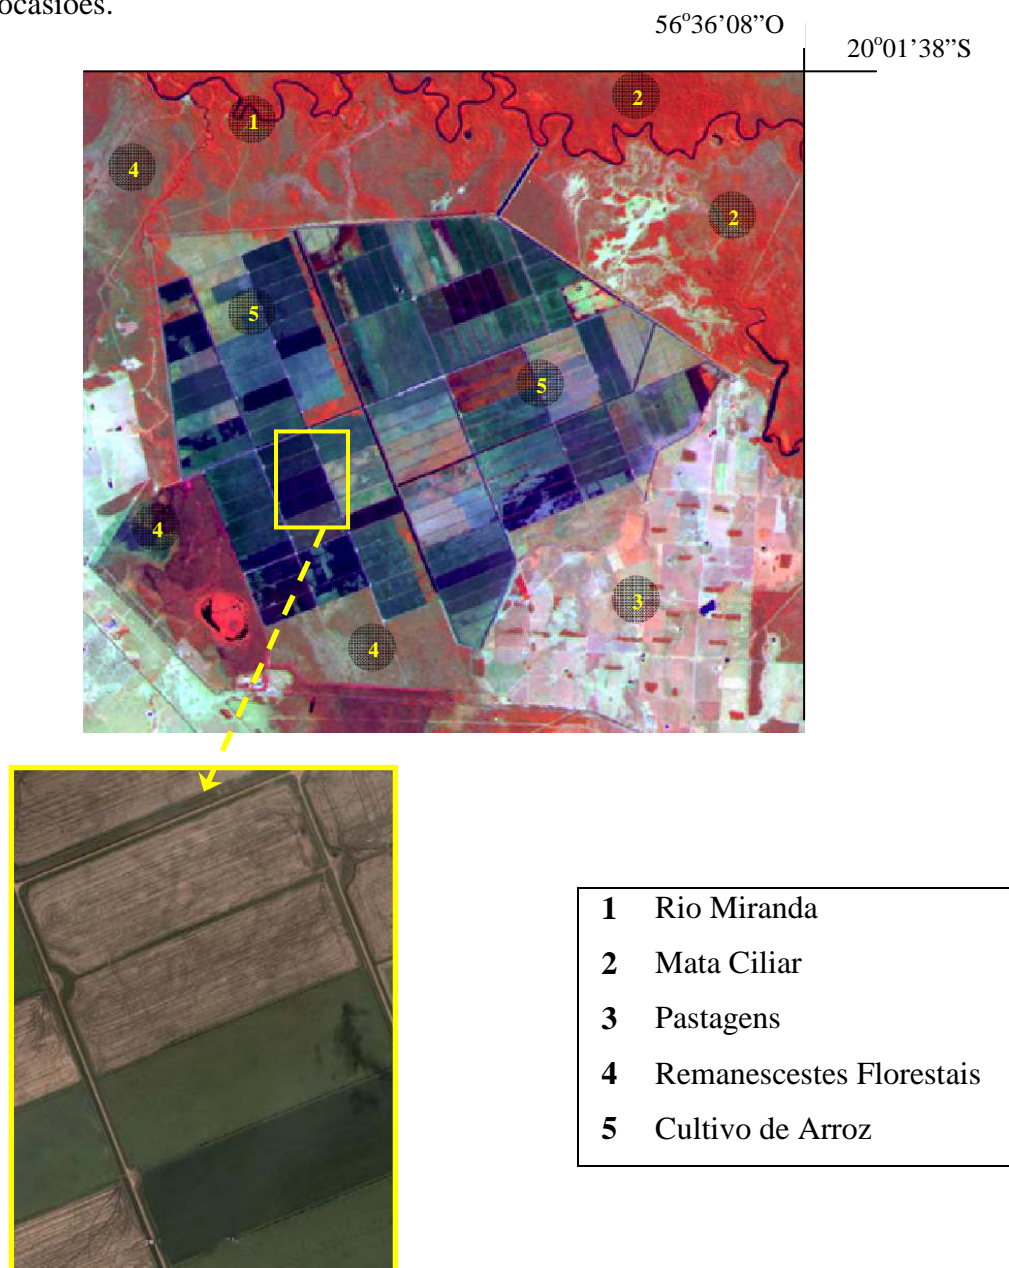 ocasiões.
56º36’08”O
20º01’38”S
2
1
4
2
5
5
4
3
4
1 Rio Miranda
2 Mata Ciliar
3 Pastagens
4 Remanescestes Florestais
5 Cultivo de Arroz